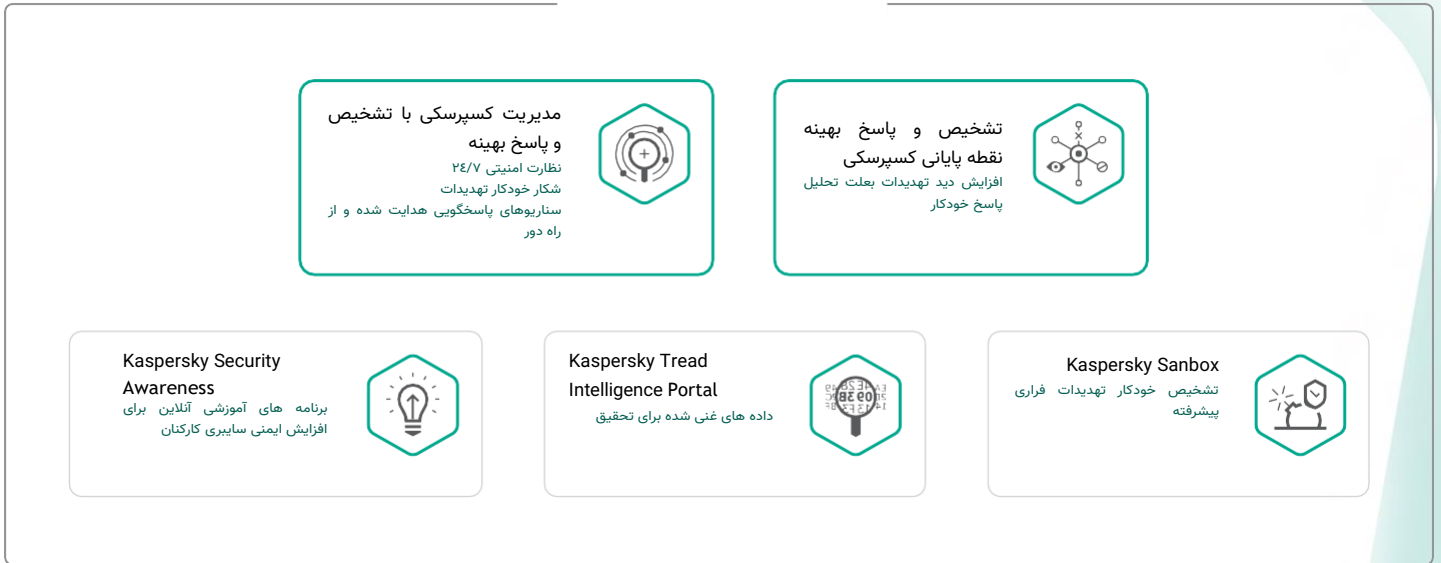 تشخیص و پاسخ بهینه
نقطه پایانی کسپرسکی
افزایش دید تهدیدات بعلت تحلیل
پاسخ خودکار
مدیریت کسپرسکی با تشخیص
و پاسخ بهینه
نظارت امنیتی ۲٤/۷
شکار خودکار تهدیدات
سناریوهای پاسخگویی هدایت شده و از
راه دور
Kaspersky Sanbox
تشخیص خودکار تهدیدات فراری
پیشرفته
Kaspersky Tread
Intelligence Portal
داده های غنی شده برای تحقیق
Kaspersky Security
Awareness
برنامه های آموزشی آنلاین برای
افزایش ایمنی سایبری کارکنان